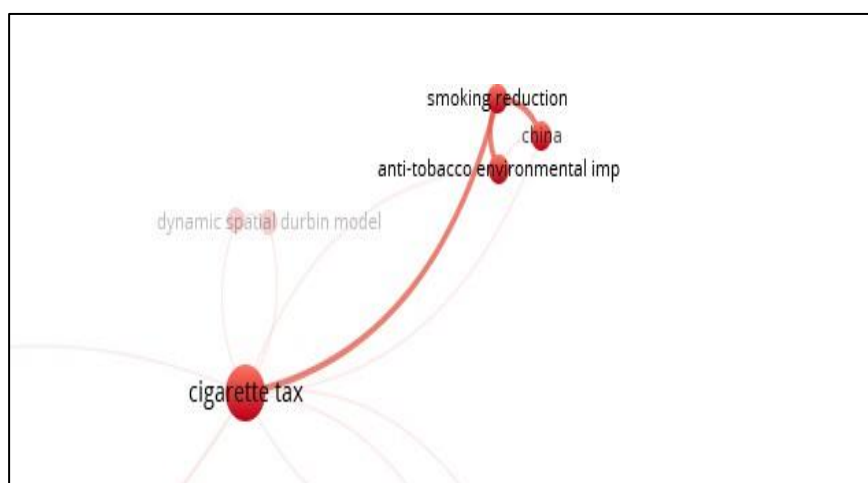 smoking reduction
china
anti-tobacco environmental imp
dynamic spatial durbin model
cigarette tax